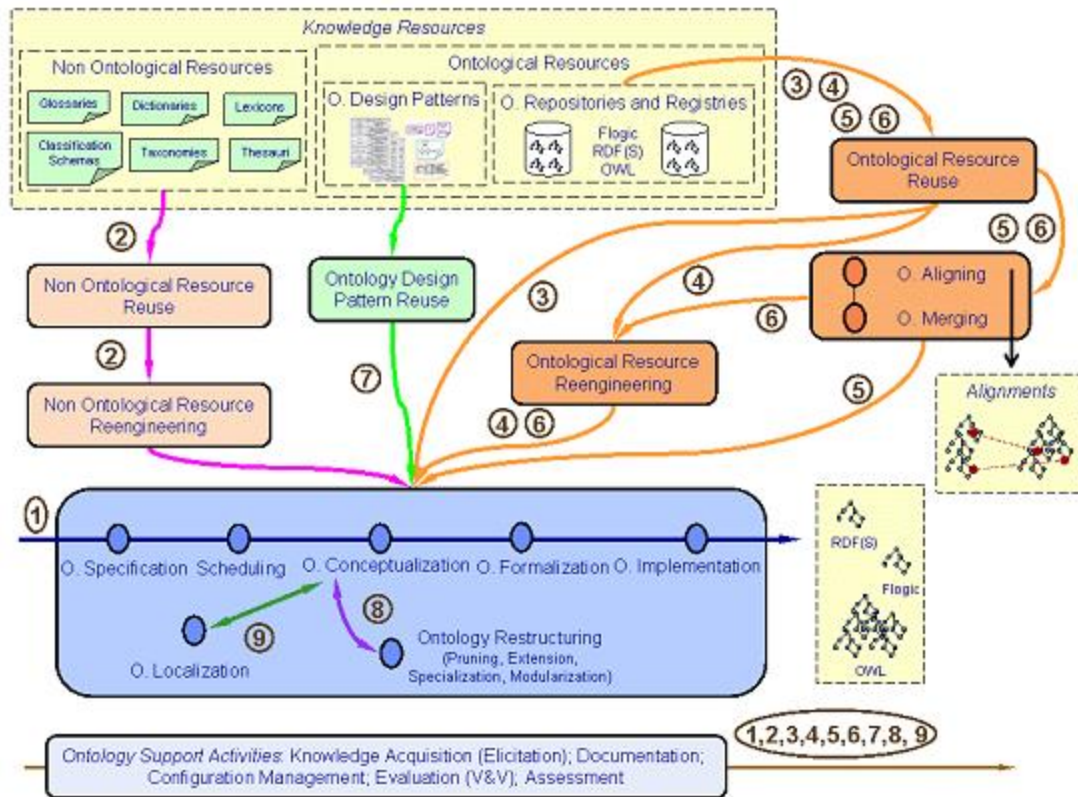 Knowledge Resources
Non Ontological Resources
Glossaries
Dictionaries
Lexicons
Classification
Schemas
Taxonomies
Thesauri
Ontological Resources
O. Design Patterns
O. Repositories and Registries
Flogic
RDF(S)
OWL
3 4
5 6
Ontological Resource
Reuse
5 6
2
Non Ontological Resource
Reuse
2
Non Ontological Resource
Reengineering
Ontology Design
Pattern Reuse
7
3
4
6
O. Aligning
O. Merging
Ontological Resource
Reengineering
4 6
5
Alignments
1
O. Specification
Scheduling
O. Conceptualization
O. Formalization
O. Implementation
9
8
O. Localization
Ontology Restructuring
(Pruning, Extension,
Specialization, Modularization)
RDF(S)
Flogic
OWL
1,2,3,4,5,6,7,8, 9
Ontology Support Activities: Knowledge Acquisition (Elicitation); Documentation;
Configuration Management; Evaluation (V&V); Assessment